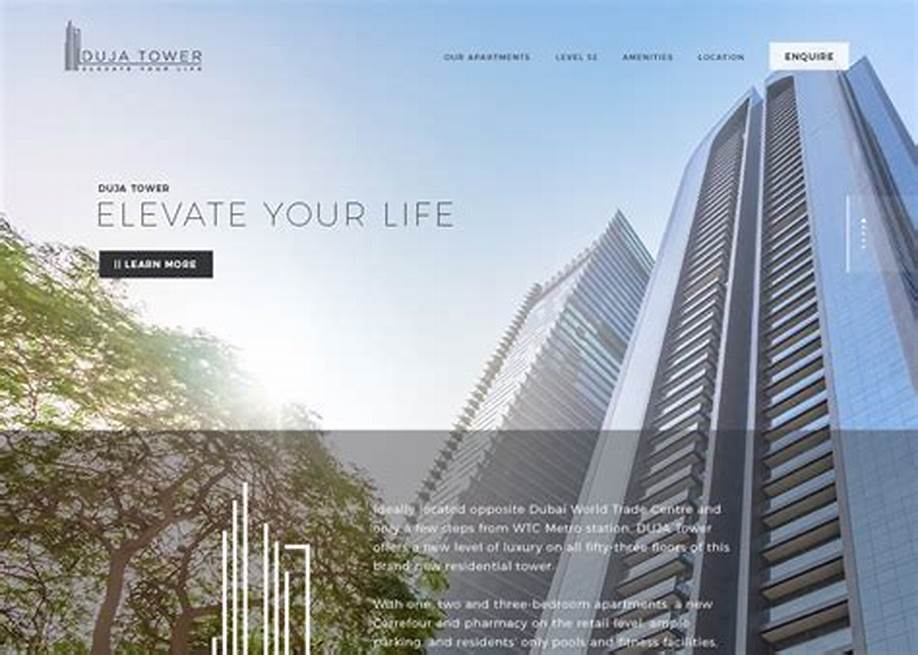 DUJA TOWER
ELEVATE YOUR LIFE
OUR APARTMENTS
LEVEL 52
AMENITIES
LOCATION
ENQUIRE
DUJA TOWER
ELEVATE YOUR LIFE
|| LEARN MORE
Ideally located opposite Dubai World Trade Centre and
only a few steps from WTC Metro station, DUJA Tower
offers a new level of luxury on all fifty-three floors of this
brand new residential tower.
With one, two and three-bedroom apartments, a new
Carrefour and pharmacy on the retail level, ample
parking, and residents' only pools and fitness facilities,